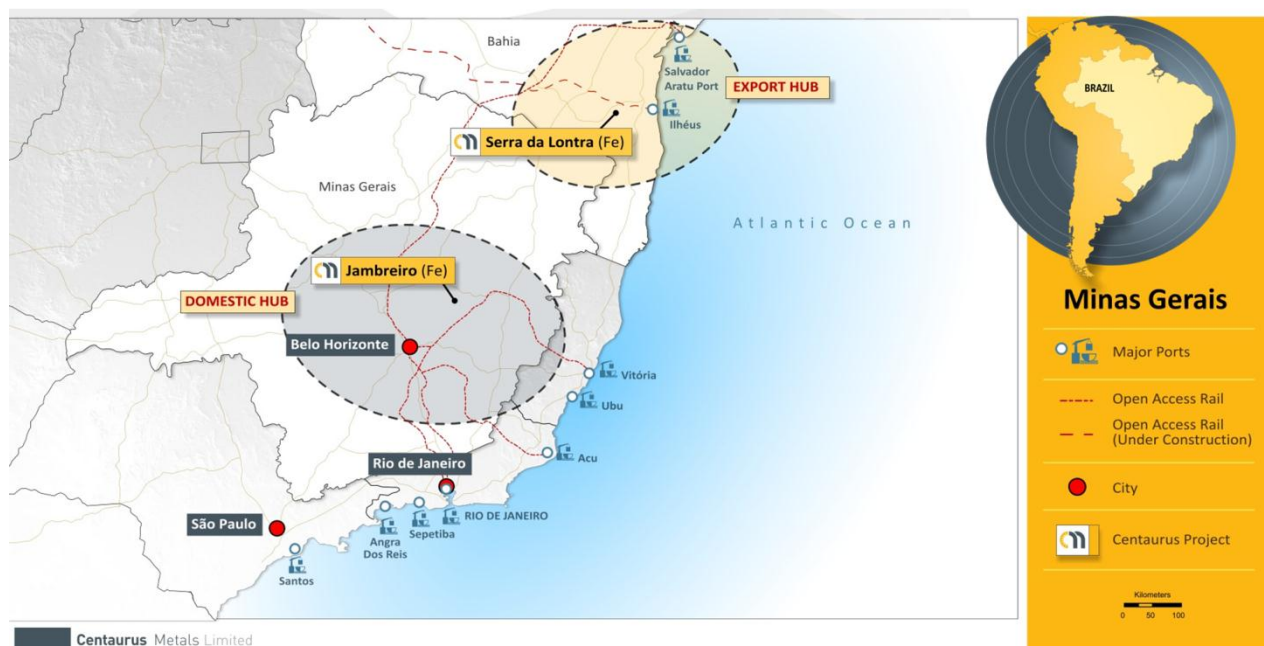 Bahia
Salvador
Aratu Port
EXPORT HUB
Ilhéus
Serra da Lontra (Fe)
Minas Gerais
Atlantic Ocean
Jambreiro (Fe)
DOMESTIC HUB
Belo Horizonte
Vitória
Ubu
Acu
Rio de Janeiro
RIO DE JANEIRO
São Paulo
Sepetiba
Angra
Dos Reis
Santos
Centaurus Metals Limited
BRAZIL
Minas Gerais
Major Ports
Open Access Rail
Open Access Rail
(Under Construction)
City
Centaurus Project
Kilometers
0 50 100